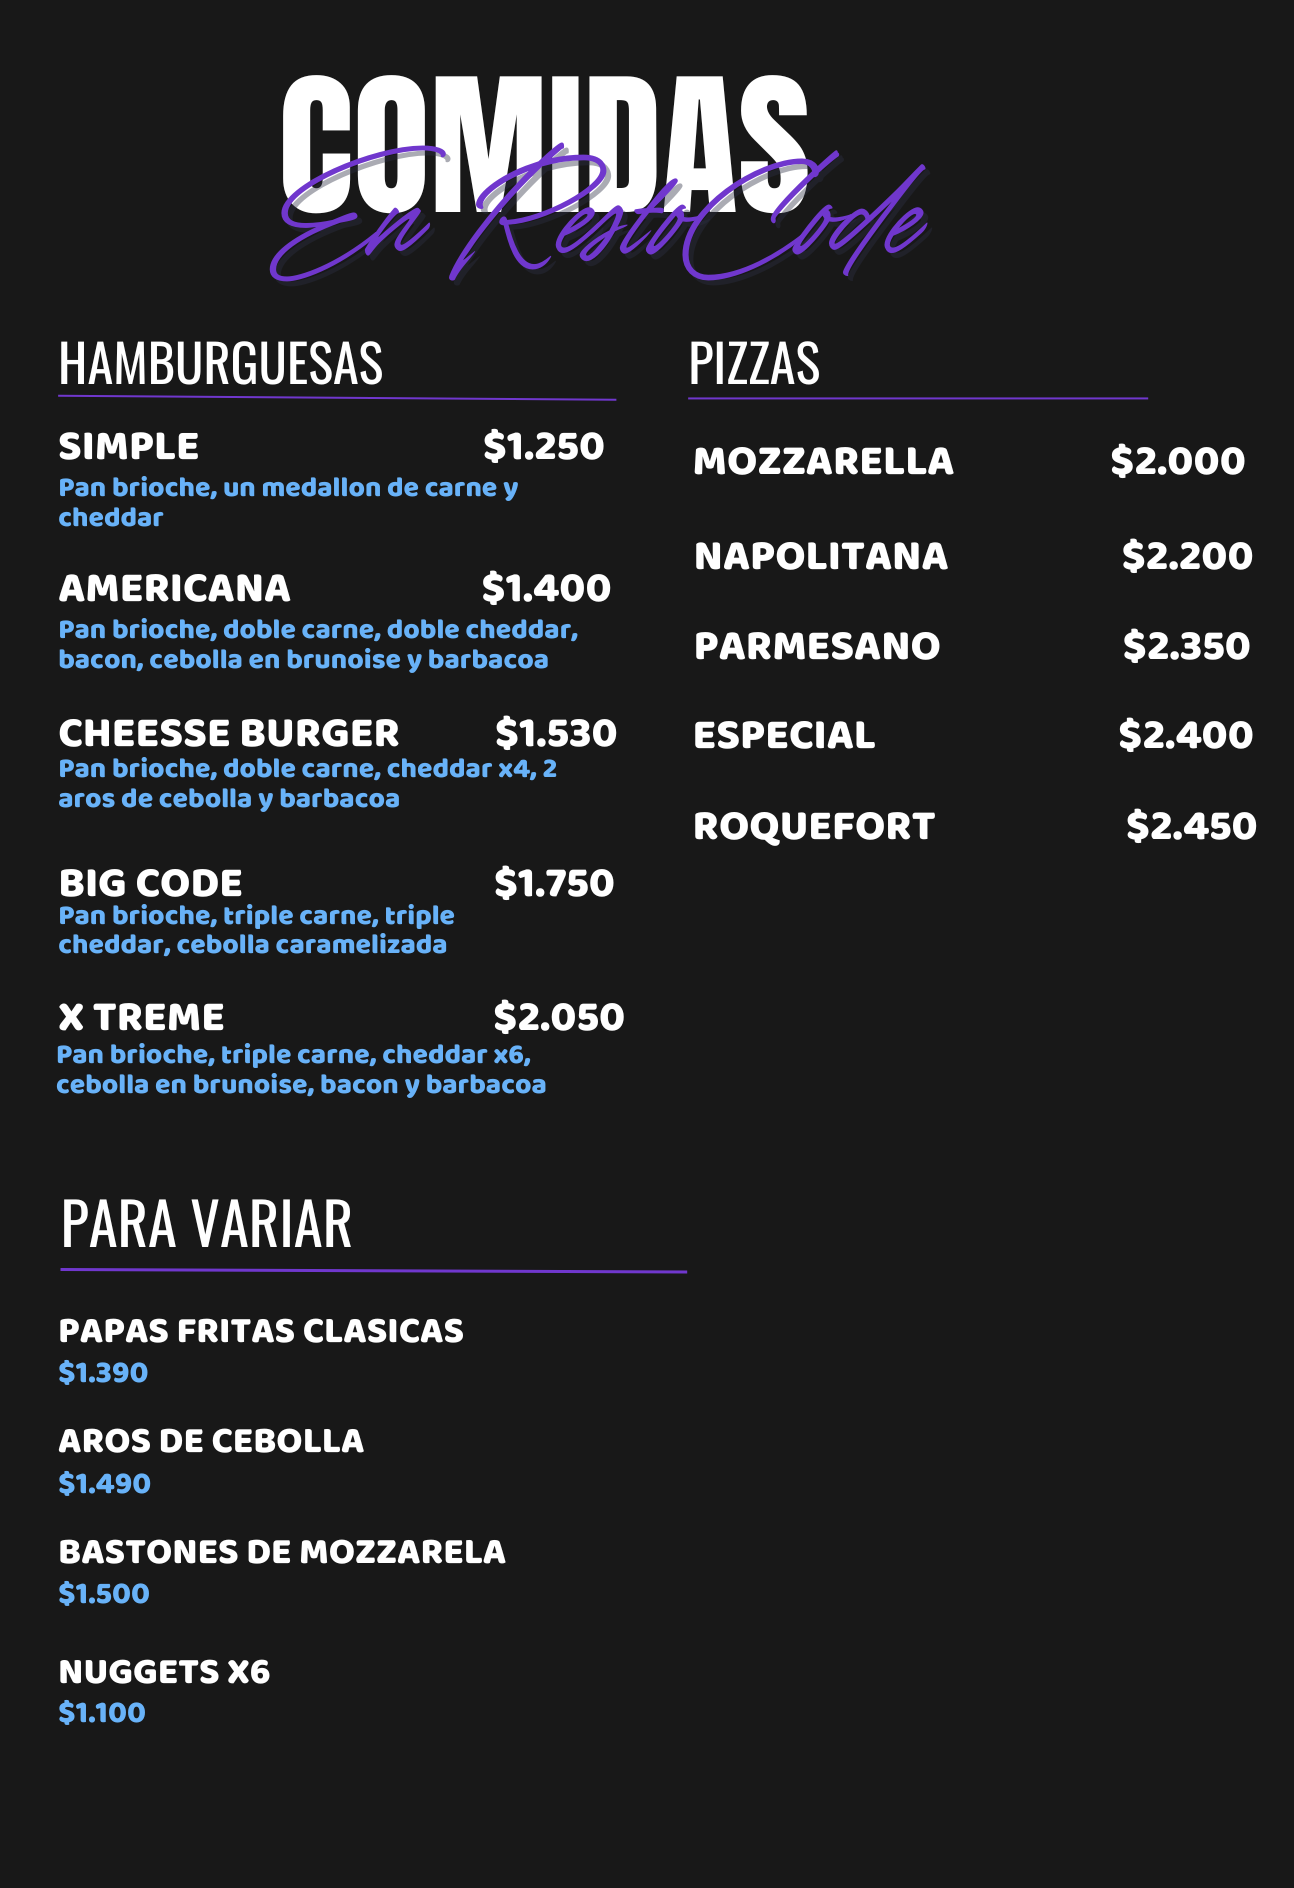 COMIDAS
En RestoCode
HAMBURGUESAS
SIMPLE $1.250
Pan brioche, un medallon de carne y
cheddar
AMERICANA $1.400
Pan brioche, doble carne, doble cheddar,
bacon, cebolla en brunoise y barbacoa
CHEESSE BURGER $1.530
Pan brioche, doble carne, cheddar x4, 2
aros de cebolla y barbacoa
BIG CODE $1.750
Pan brioche, triple carne, triple
cheddar, cebolla caramelizada
X TREME $2.050
Pan brioche, triple carne, cheddar x6,
cebolla en brunoise, bacon y barbacoa
PIZZAS
MOZZARELLA $2.000
NAPOLITANA $2.200
PARMESANO $2.350
ESPECIAL $2.400
ROQUEFORT $2.450
PARA VARIAR
PAPAS FRITAS CLASICAS
$1.390
AROS DE CEBOLLA
$1.490
BASTONES DE MOZZARELA
$1.500
NUGGETS X6
$1.100